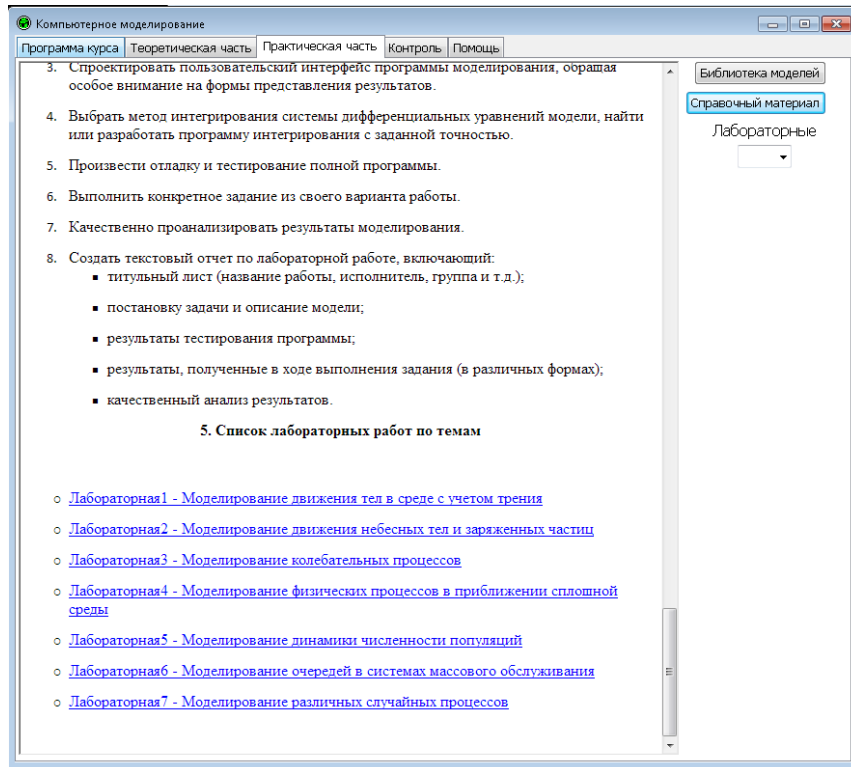 Компьютерное моделирование
Программа курса Теоретическая часть Практическая часть Контроль Помощь
3. Спроектировать пользовательский интерфейс программы моделирования, обращая
особое внимание на формы представления результатов.
4. Выбрать метод интегрирования системы дифференциальных уравнений модели, найти
или разработать программу интегрирования с заданной точностью.
5. Произвести отладку и тестирование полной программы.
6. Выполнить конкретное задание из своего варианта работы.
7. Качественно проанализировать результаты моделирования.
8. Создать текстовый отчет по лабораторной работе, включающий:
▪ титульный лист (название работы, исполнитель, группа и т.д.);
▪ постановку задачи и описание модели;
▪ результаты тестирования программы;
▪ результаты, полученные в ходе выполнения задания (в различных формах);
▪ качественный анализ результатов.
5. Список лабораторных работ по темам
o Лабораторная1 - Моделирование движения тел в среде с учетом трения
o Лабораторная2 - Моделирование движения небесных тел и заряженных частиц
o Лабораторная3 - Моделирование колебательных процессов
o Лабораторная4 - Моделирование физических процессов в приближении сплошной
среды
o Лабораторная5 - Моделирование динамики численности популяций
o Лабораторная6 - Моделирование очередей в системах массового обслуживания
o Лабораторная7 - Моделирование различных случайных процессов
Библиотека моделей
Справочный материал
Лабораторные